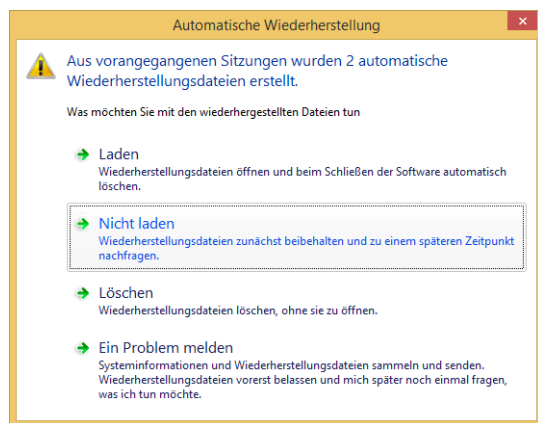 Automatische Wiederherstellung
Aus vorangegangenen Sitzungen wurden 2 automatische
Wiederherstellungsdateien erstellt.
Was möchten Sie mit den wiederhergestellten Dateien tun
Laden
Wiederherstellungsdateien öffnen und beim Schließen der Software automatisch
löschen.
Nicht laden
Wiederherstellungsdateien zunächst beibehalten und zu einem späteren Zeitpunkt
nachfragen.
Löschen
Wiederherstellungsdateien löschen, ohne sie zu öffnen.
Ein Problem melden
Systeminformationen und Wiederherstellungsdateien sammeln und senden.
Wiederherstellungsdateien vorerst belassen und mich später noch einmal fragen,
was ich tun möchte.